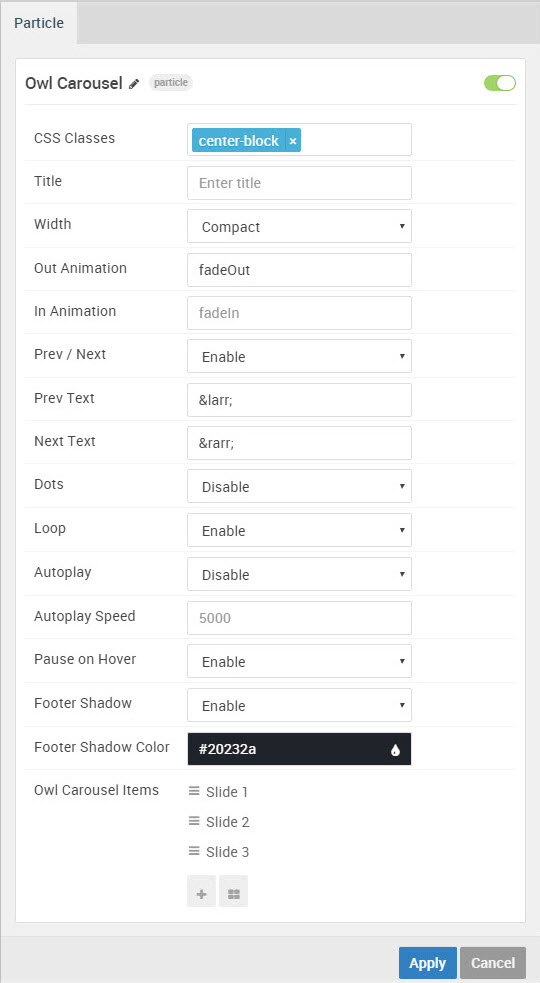 Particle
Owl Carousel particle
CSS Classes center-block ×
Title Enter title
Width Compact
Out Animation fadeOut
In Animation fadeIn
Prev / Next Enable
Prev Text &larr;
Next Text &rarr;
Dots Disable
Loop Enable
Autoplay Disable
Autoplay Speed 5000
Pause on Hover Enable
Footer Shadow Enable
Footer Shadow Color #20232a
Owl Carousel Items Slide 1
Slide 2
Slide 3
Apply Cancel